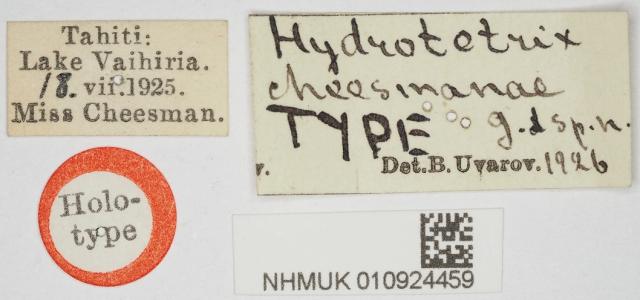 Tahiti:
Lake Vaihiria.
18. vii. 1925.
Miss Cheesman.
Hydrotetrix
cheesmanae
TYPE g. & sp. n.
Det. B. Uvarov. 1926
Holo-
type
NHMUK 010924459